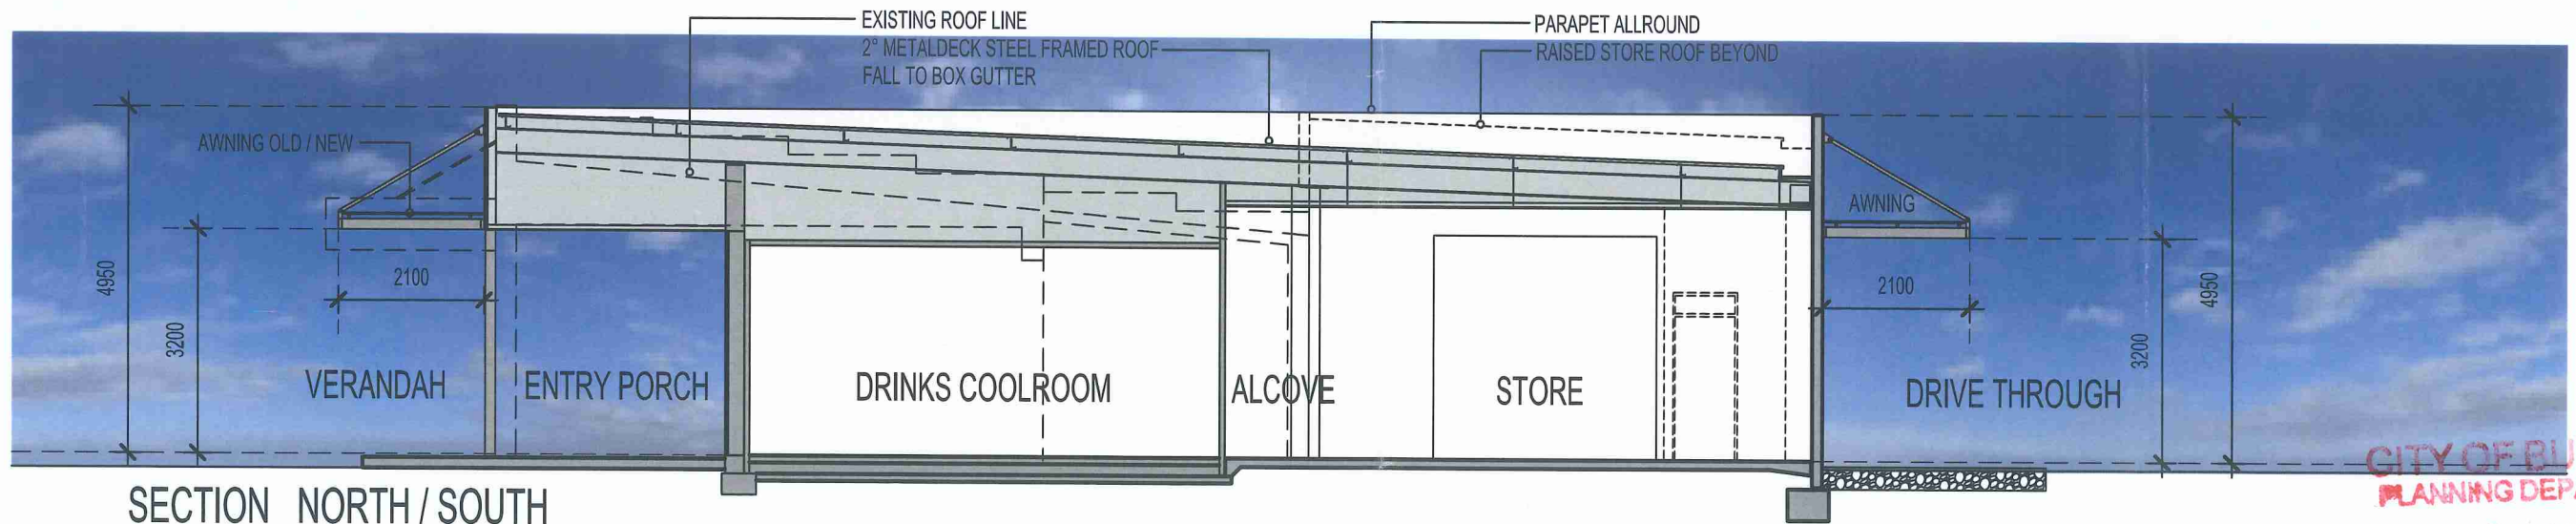 EXISTING ROOF LINE
2° METALDECK STEEL FRAMED ROOF
FALL TO BOX GUTTER
PARAPET ALLROUND
RAISED STORE ROOF BEYOND
AWNING OLD / NEW
AWNING
4950
3200
2100
2100
3200
4950
VERANDAH
ENTRY PORCH
DRINKS COOLROOM
ALCOVE
STORE
DRIVE THROUGH
SECTION NORTH / SOUTH
CITY OF BU
PLANNING DEP